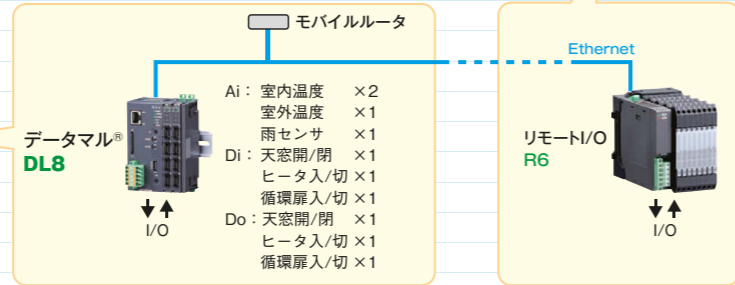 モバイルルータ
Ethernet
データマル®
DL8
I/O
Ai： 室内温度 ×2
室外温度 ×1
雨センサ ×1
Di：天窓開/閉 ×1
ヒータ入/切 ×1
循環扉入/切 ×1
Do：天窓開/閉 ×1
ヒータ入/切 ×1
循環扉入/切 ×1
リモートI/O
R6
I/O